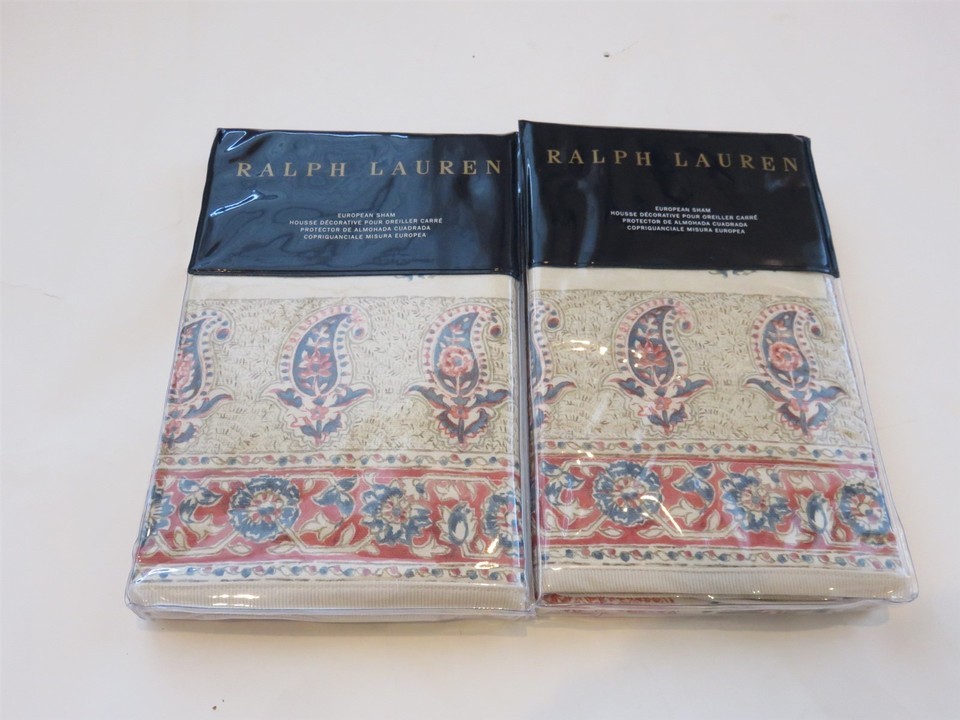 RALPH LAUREN
EUROPEAN SHAM
HOUSSE DÉCORATIVE POUR OREILLER CARRÉ
PROTECTOR DE ALMOHADA CUADRADA
COPRIGUANCIALE MISURA EUROPEA
RALPH LAUREN
EUROPEAN SHAM
HOUSSE DÉCORATIVE POUR OREILLER CARRÉ
PROTECTOR DE ALMOHADA CUADRADA
COPRIGUANCIALE MISURA EUROPEA